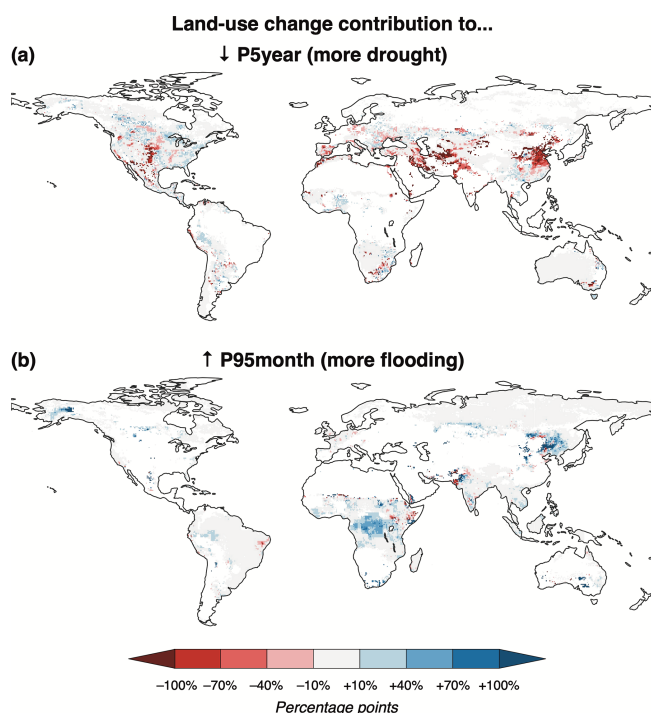 Land-use change contribution to...
(a)
↓ P5year (more drought)
(b)
↑ P95month (more flooding)
−100% −70% −40% −10% +10% +40% +70% +100%
Percentage points